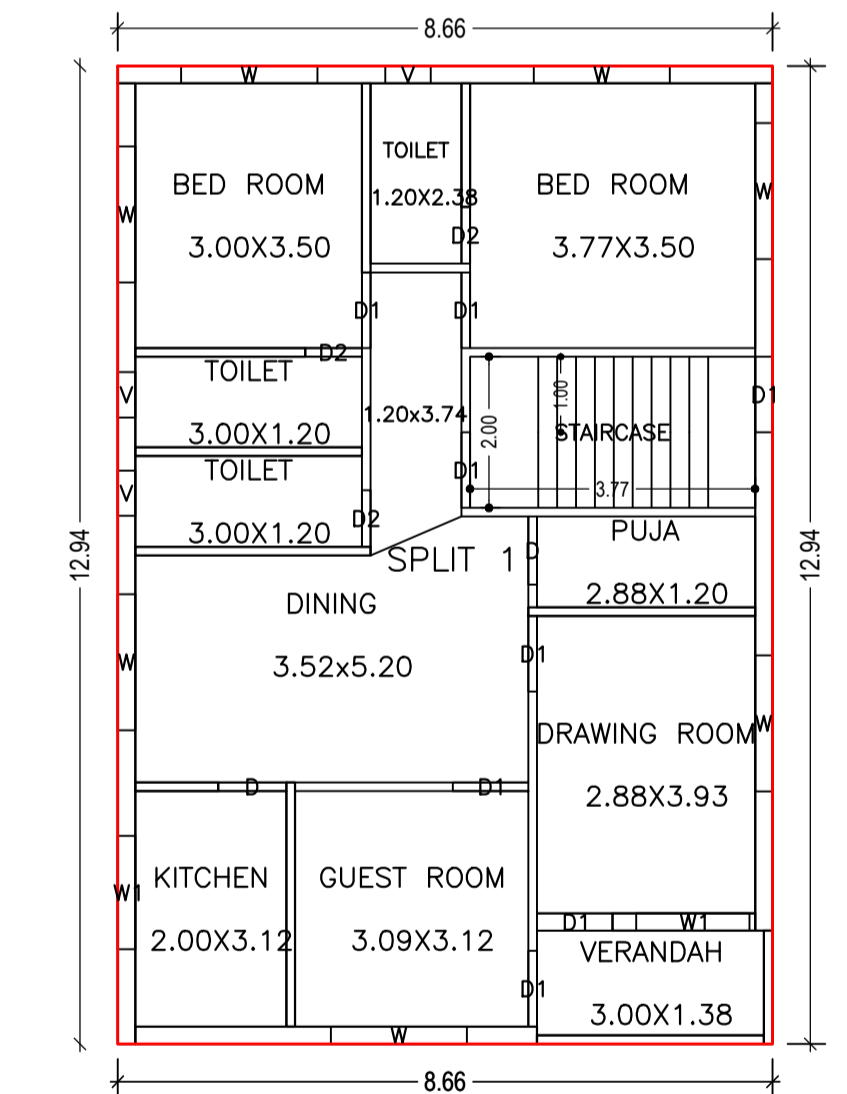 8.66
W
V
W
TOILET
1.20X2.38
BED ROOM
3.00X3.50
BED ROOM
3.77X3.50
W
W
D2
D1
D1
D2
TOILET
3.00X1.20
V
1.20x3.74
2.00
1.00
STAIRCASE
3.77
D1
D1
TOILET
3.00X1.20
V
D2
12.94
12.94
SPLIT 1
D
PUJA
2.88X1.20
DINING
3.52x5.20
W
D1
DRAWING ROOM
2.88X3.93
W
D
D1
KITCHEN
2.00X3.12
W1
GUEST ROOM
3.09X3.12
D1
W1
VERANDAH
3.00X1.38
D1
W
8.66